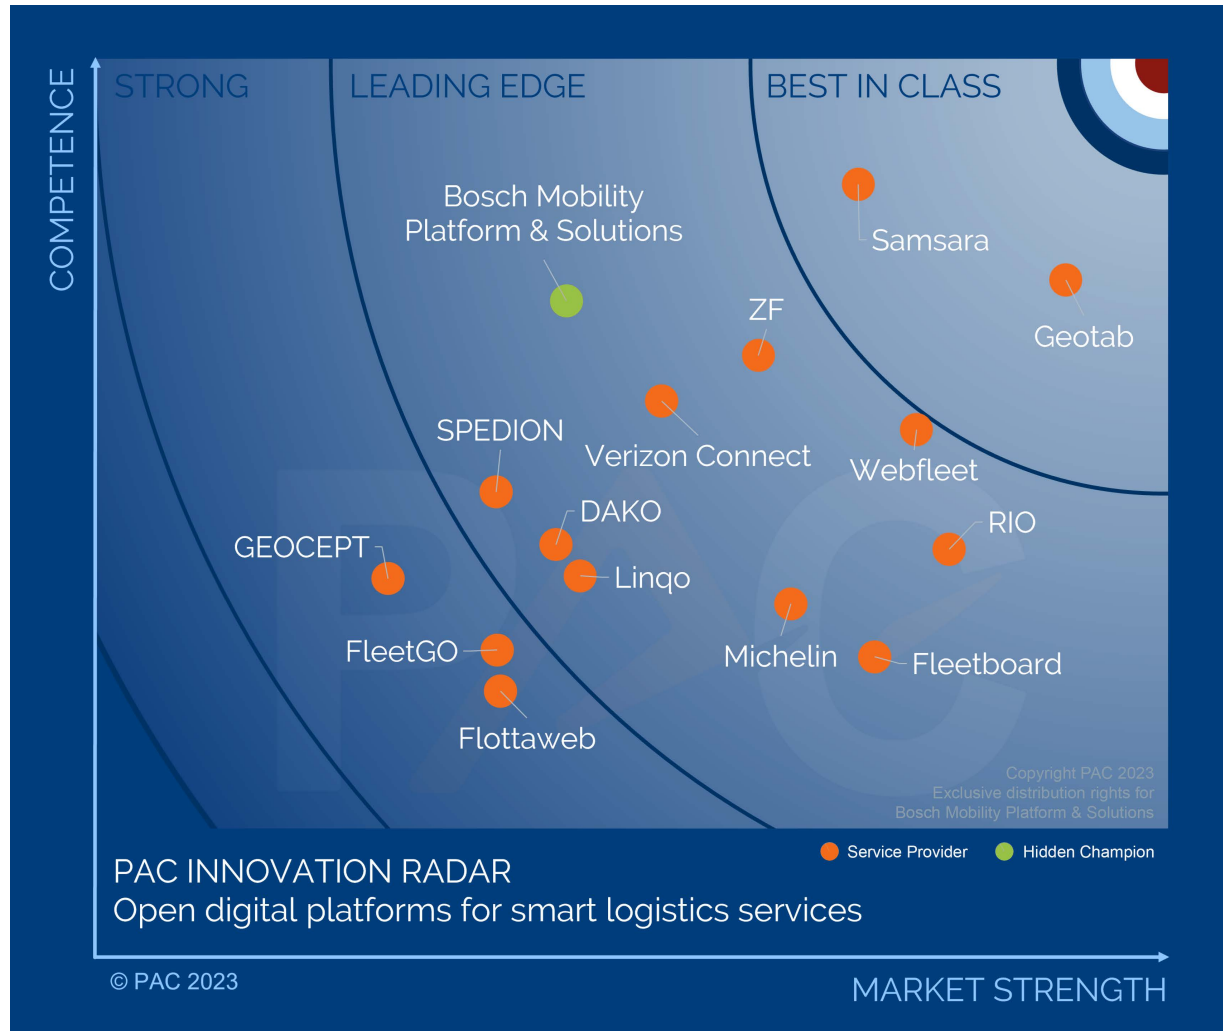 COMPETENCE
STRONG
LEADING EDGE
BEST IN CLASS
Bosch Mobility
Platform & Solutions
Samsara
Geotab
ZF
Verizon Connect
Webfleet
SPEDION
DAKO
RIO
GEOCEPT
Linqo
FleetGO
Michelin
Fleetboard
Flottaweb
PAC
Copyright PAC 2023
Exclusive distribution rights for
Bosch Mobility Platform & Solutions
Service Provider
Hidden Champion
PAC INNOVATION RADAR
Open digital platforms for smart logistics services
© PAC 2023
MARKET STRENGTH